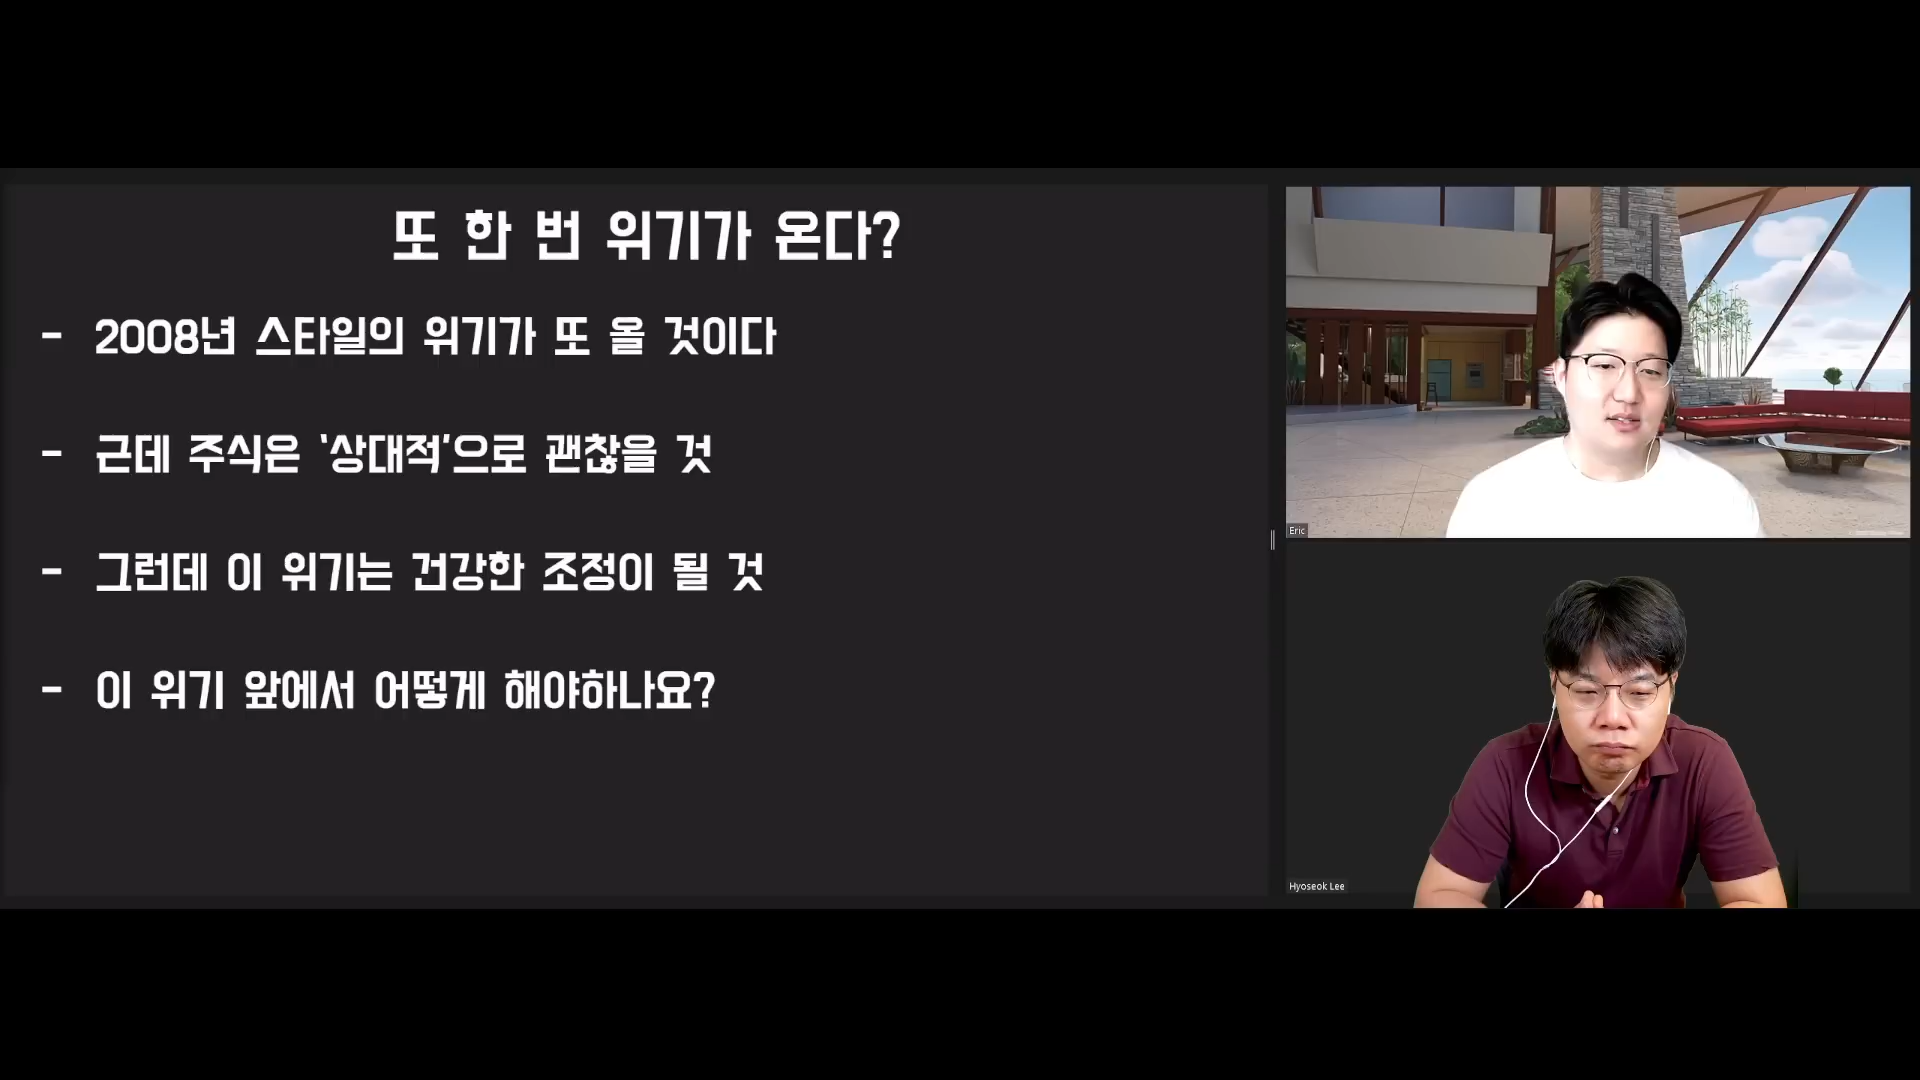 또 한 번 위기가 온다?
- 2008년 스타일의 위기가 또 올 것이다
- 근데 주식은 '상대적'으로 괜찮을 것
- 그런데 이 위기는 건강한 조정이 될 것
- 이 위기 앞에서 어떻게 해야하나요?
Eric
Hyoseok Lee